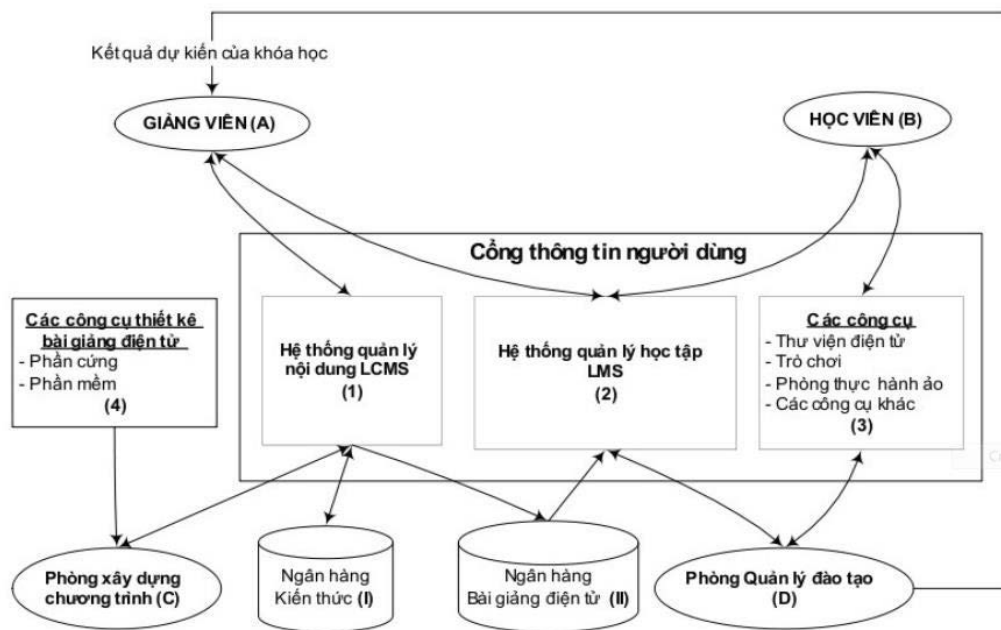 Kết quả dự kiến của khóa học
GIẢNG VIÊN (A)
HỌC VIÊN (B)
Cổng thông tin người dùng
Các công cụ thiết kê
bài giảng điện tử
- Phần cứng
- Phần mềm
(4)
Hệ thống quản lý
nội dung LCMS
(1)
Hệ thống quản lý học tập
LMS
(2)
Các công cụ
- Thư viện điện tử
- Trò chơi
- Phòng thực hành ảo
- Các công cụ khác
(3)
Phòng xây dựng
chương trình (C)
Ngân hàng
Kiến thức (I)
Ngân hàng
Bài giảng điện tử (II)
Phòng Quản lý đào tạo
(D)